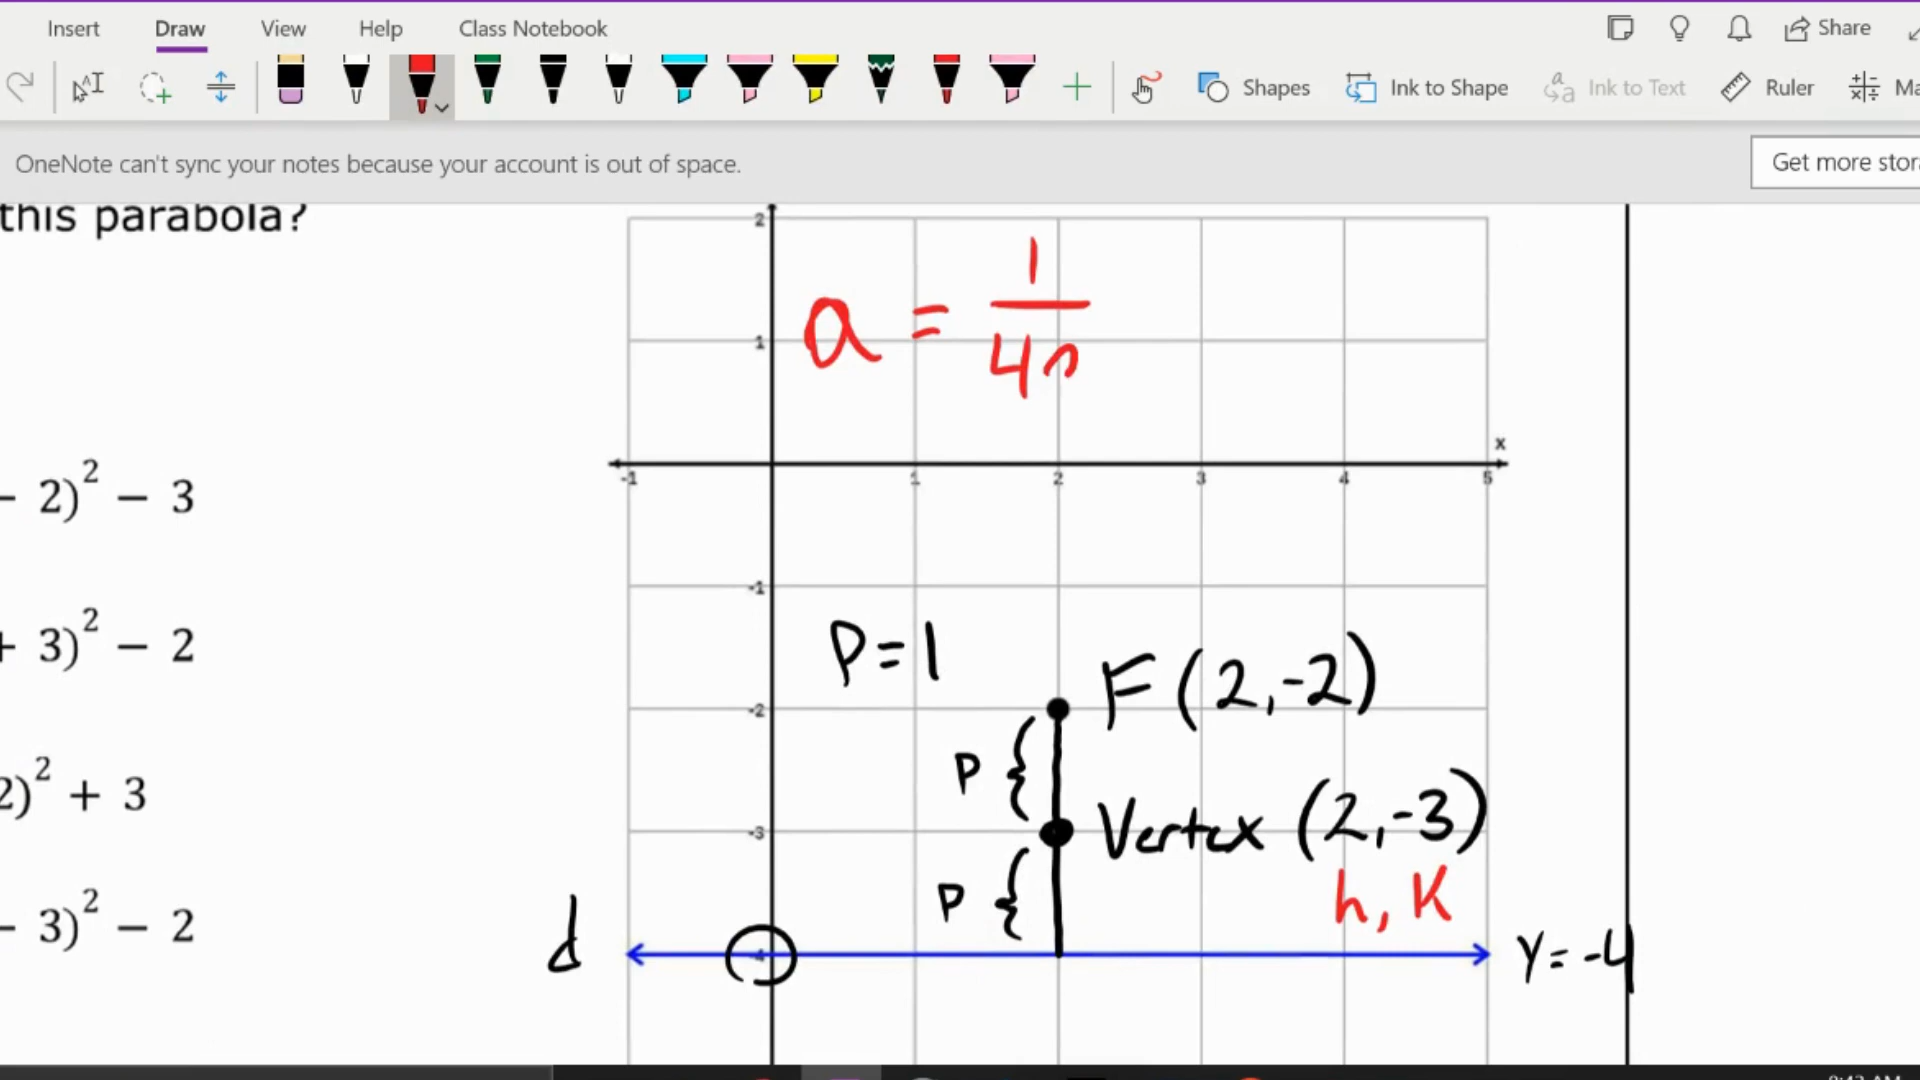 Insert Draw View Help Class Notebook Share
Shapes Ink to Shape Ink to Text Ruler
OneNote can't sync your notes because your account is out of space.
Get more stor
this parabola?
2
a = 1
4
1
x
-1 1 2 3 4 5
- 2)² - 3
-1
+ 3)² - 2
P=1
F (2,-2)
-2
P {
2)² + 3
-3
Vertex (2,-3)
h, K
P {
- 3)² - 2
d
-4
y=-4